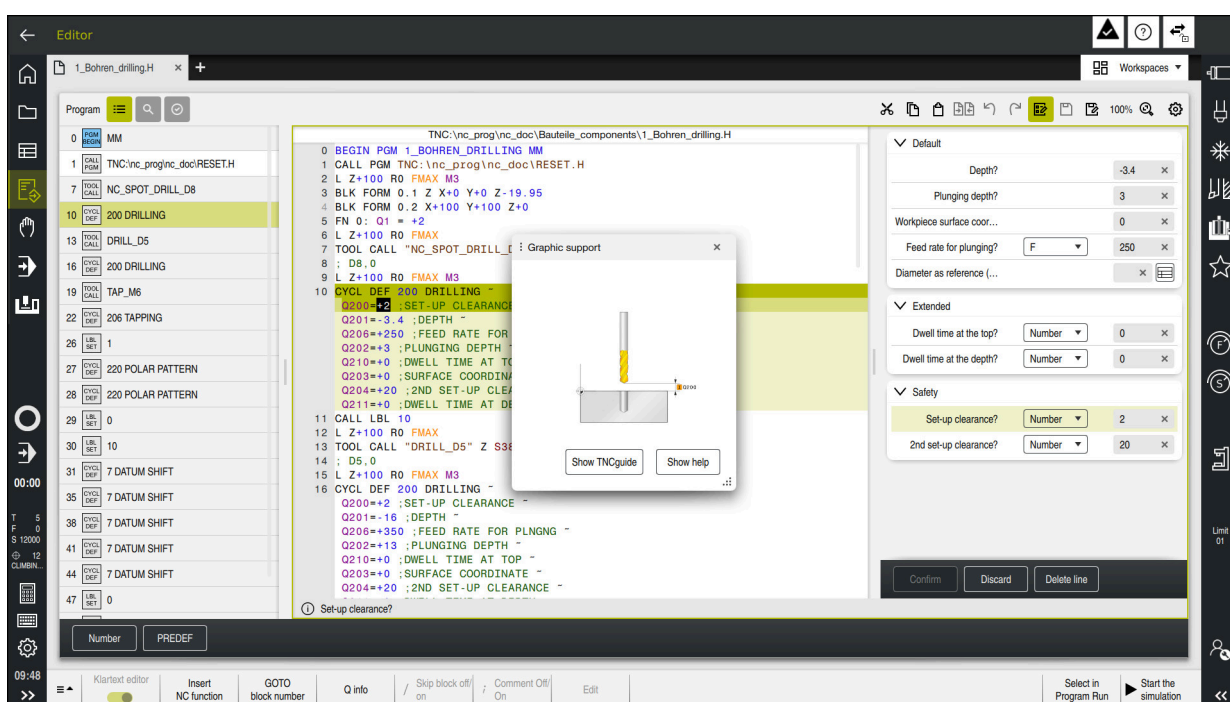 Editor
1_Bohren_drilling.H
Workspaces
Program
100%
0 PGM BEGIN MM
1 CALL PGM TNC:\nc_prog\nc_doc\RESET.H
7 TOOL CALL NC_SPOT_DRILL_D8
10 CYCL DEF 200 DRILLING
13 TOOL CALL DRILL_D5
16 CYCL DEF 200 DRILLING
19 TOOL CALL TAP_M6
22 CYCL DEF 206 TAPPING
26 LBL SET 1
27 CYCL DEF 220 POLAR PATTERN
28 CYCL DEF 220 POLAR PATTERN
29 LBL SET 0
30 LBL SET 10
31 CYCL DEF 7 DATUM SHIFT
35 CYCL DEF 7 DATUM SHIFT
38 CYCL DEF 7 DATUM SHIFT
41 CYCL DEF 7 DATUM SHIFT
44 CYCL DEF 7 DATUM SHIFT
47 LBL SET 0
TNC:\nc_prog\nc_doc\Bauteile_components\1_Bohren_drilling.H
0 BEGIN PGM 1_BOHREN_DRILLING MM
1 CALL PGM TNC:\nc_prog\nc_doc\RESET.H
2 L Z+100 R0 FMAX M3
3 BLK FORM 0.1 Z X+0 Y+0 Z-19.95
4 BLK FORM 0.2 X+100 Y+100 Z+0
5 FN 0: Q1 = +2
6 L Z+100 R0 FMAX
7 TOOL CALL "NC_SPOT_DRILL_
8 ; D8,0
9 L Z+100 R0 FMAX M3
10 CYCL DEF 200 DRILLING ~
Q200=+2 ;SET-UP CLEARANCE
Q201=-3.4 ;DEPTH ~
Q206=+250 ;FEED RATE FOR
Q202=+3 ;PLUNGING DEPTH
Q210=+0 ;DWELL TIME AT
Q203=+0 ;SURFACE
Q204=+20 ;2ND SET-UP
Q211=+0 ;DWELL TIME AT
11 CALL LBL 10
12 L Z+100 R0 FMAX
13 TOOL CALL "DRILL_D5" Z
14 ; D5,0
15 L Z+100 R0 FMAX M3
16 CYCL DEF 200 DRILLING ~
Q200=+2 ;SET-UP CLEARANCE ~
Q201=-16 ;DEPTH ~
Q206=+350 ;FEED RATE FOR PLNGNG ~
Q202=+13 ;PLUNGING DEPTH ~
Q210=+0 ;DWELL TIME AT TOP ~
Q203=+0 ;SURFACE COORDINATE ~
Q204=+20 ;2ND SET-UP CLEARANCE ~
Set-up clearance?
Graphic support
Q200
Show TNCguide Show help
Default
Depth? -3.4
Plunging depth? 3
Workpiece surface coor... 0
Feed rate for plunging? F 250
Diameter as reference (...
Extended
Dwell time at the top? Number 0
Dwell time at the depth? Number 0
Safety
Set-up clearance? Number 2
2nd set-up clearance? Number 20
Confirm Discard Delete line
00:00
T 5
F 0
S 12000
12
CLIMBIN...
09:48
Limit
01
F
S
Number PREDEF
Klartext editor
Insert
NC function
GOTO
block number
Q info
/ Skip block off/
on
; Comment Off/
On
Edit
Select in
Program Run
Start the
simulation